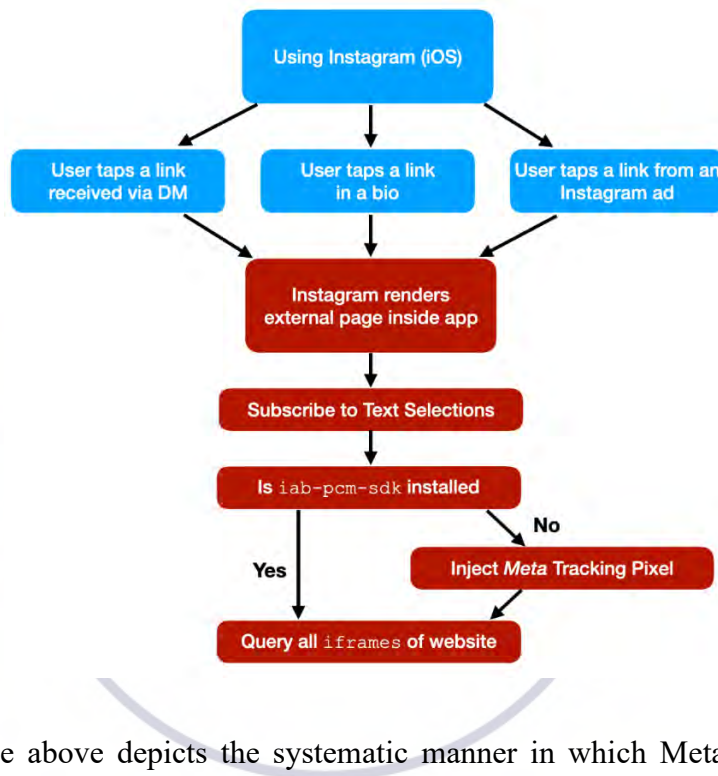 Using Instagram (iOS)
User taps a link
received via DM
User taps a link
in a bio
User taps a link from an
Instagram ad
Instagram renders
external page inside app
Subscribe to Text Selections
Is iab-pcm-sdk installed
No
Yes
Inject Meta Tracking Pixel
Query all iframes of website
above depicts the systematic manner in which Meta